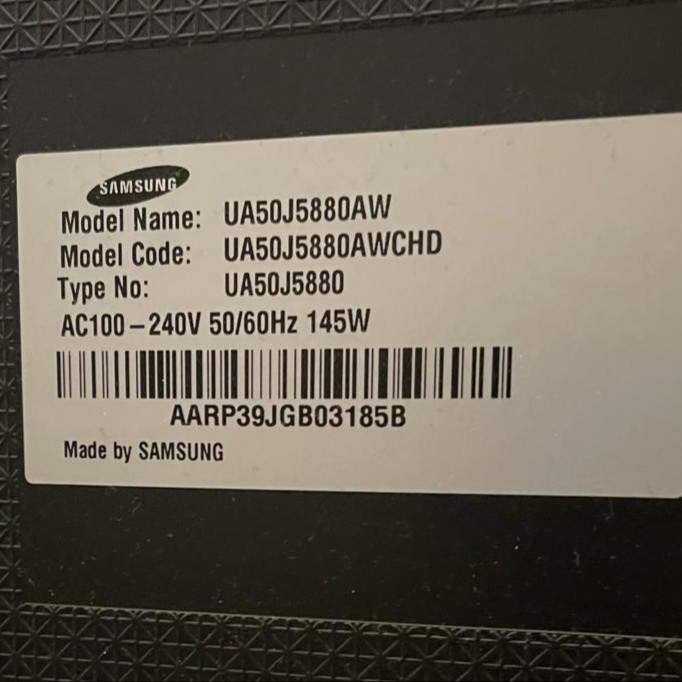 SAMSUNG
Model Name: UA50J5880AW
Model Code: UA50J5880AWCHD
Type No: UA50J5880
AC100-240V 50/60Hz 145W
AARP39JGB03185B
Made by SAMSUNG